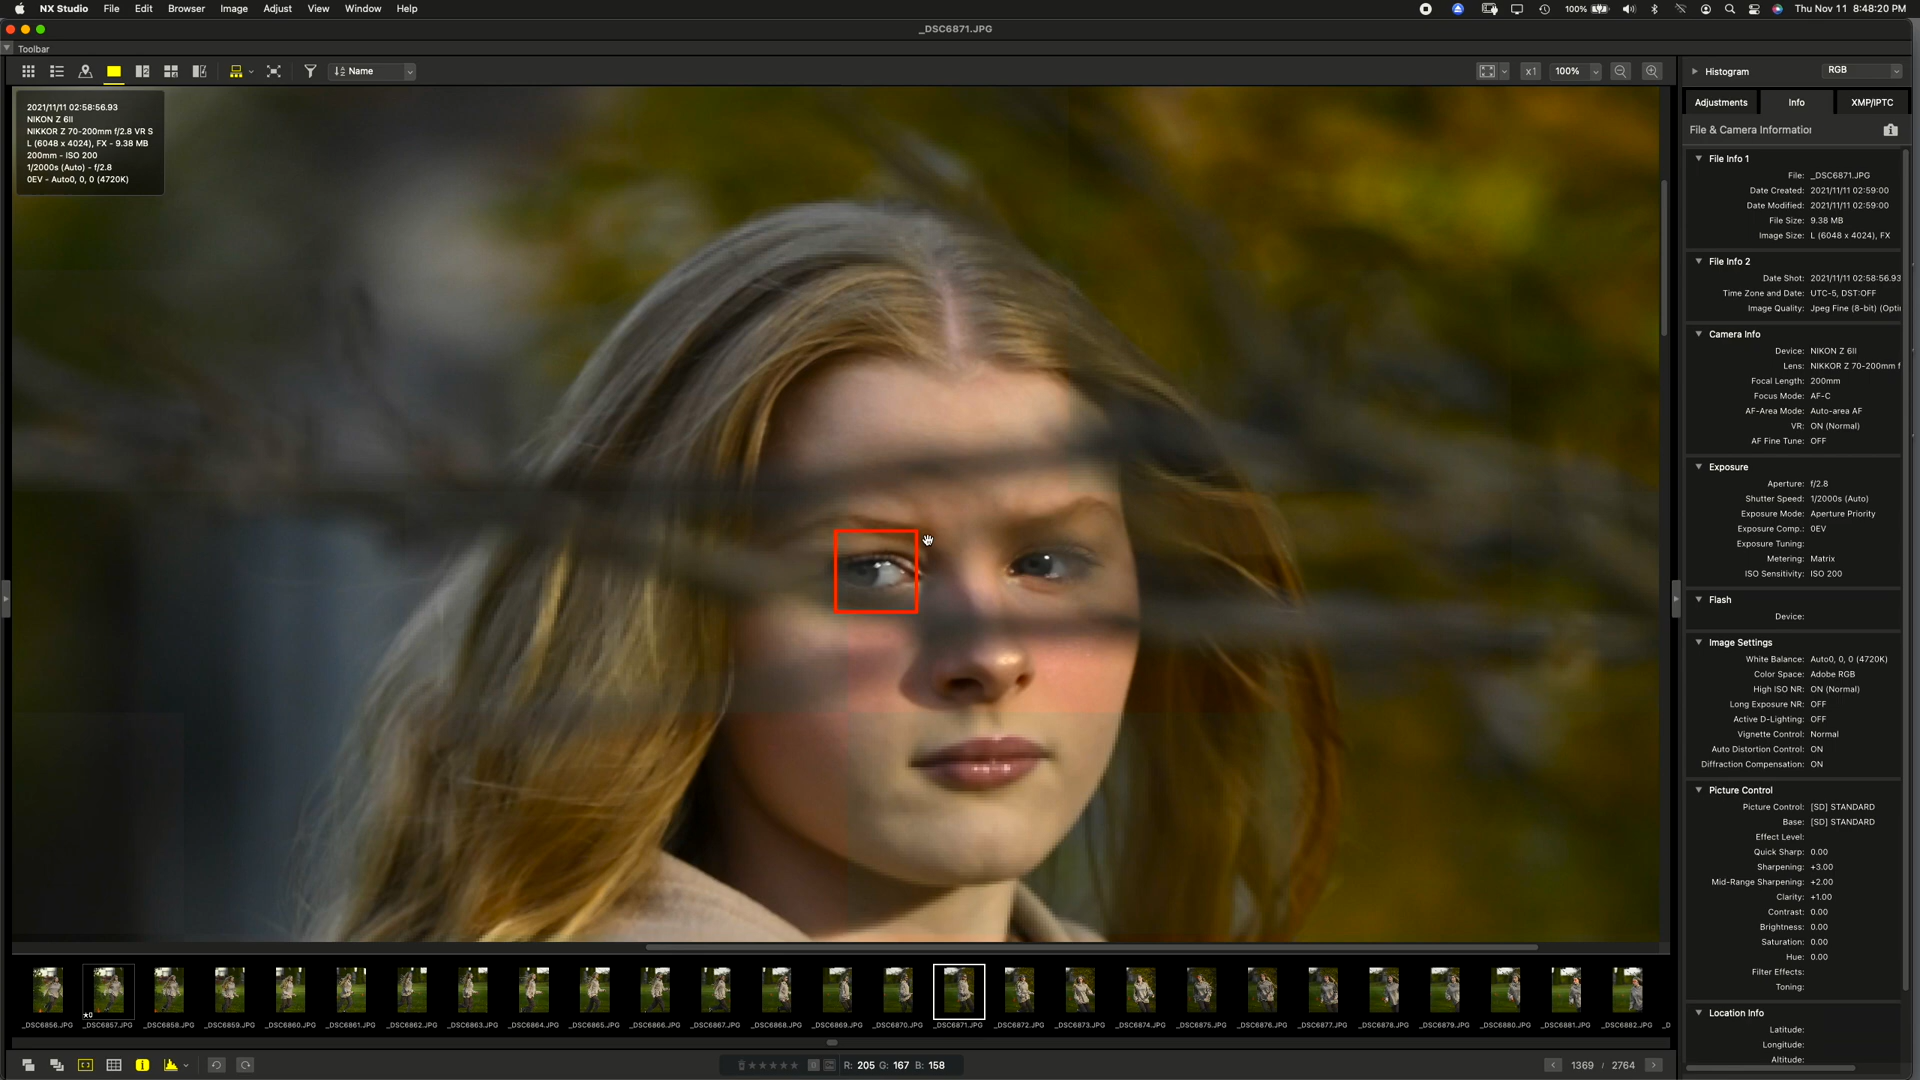 NX Studio File Edit Browser Image Adjust View Window Help 100% Thu Nov 11 8:48:20 PM
_DSC6871.JPG
Toolbar
Name x1 100%
Histogram RGB
Adjustments Info XMP/IPTC
File & Camera Information
2021/11/11 02:58:56.93
NIKON Z 6II
NIKKOR Z 70-200mm f/2.8 VR S
L (6048 x 4024), FX - 9.38 MB
200mm - ISO 200
1/2000s (Auto) - f/2.8
0EV - Auto0, 0, 0 (4720K)
File Info 1
File: _DSC6871.JPG
Date Created: 2021/11/11 02:59:00
Date Modified: 2021/11/11 02:59:00
File Size: 9.38 MB
Image Size: L (6048 x 4024), FX
File Info 2
Date Shot: 2021/11/11 02:58:56.93
Time Zone and Date: UTC-5, DST:OFF
Image Quality: Jpeg Fine (8-bit) (Opti
Camera Info
Device: NIKON Z 6II
Lens: NIKKOR Z 70-200mm f
Focal Length: 200mm
Focus Mode: AF-C
AF-Area Mode: Auto-area AF
VR: ON (Normal)
AF Fine Tune: OFF
Exposure
Aperture: f/2.8
Shutter Speed: 1/2000s (Auto)
Exposure Mode: Aperture Priority
Exposure Comp.: 0EV
Exposure Tuning:
Metering: Matrix
ISO Sensitivity: ISO 200
Flash
Device:
Image Settings
White Balance: Auto0, 0, 0 (4720K)
Color Space: Adobe RGB
High ISO NR: ON (Normal)
Long Exposure NR: OFF
Active D-Lighting: OFF
Vignette Control: Normal
Auto Distortion Control: ON
Diffraction Compensation: ON
Picture Control
Picture Control: [SD] STANDARD
Base: [SD] STANDARD
Effect Level:
Quick Sharp: 0.00
Sharpening: +3.00
Mid-Range Sharpening: +2.00
Clarity: +1.00
Contrast: 0.00
Brightness: 0.00
Saturation: 0.00
Hue: 0.00
Filter Effects:
Toning:
Location Info
Latitude:
Longitude:
Altitude:
_DSC6856.JPG _DSC6857.JPG _DSC6858.JPG _DSC6859.JPG _DSC6860.JPG _DSC6861.JPG _DSC6862.JPG _DSC6863.JPG _DSC6864.JPG _DSC6865.JPG _DSC6866.JPG _DSC6867.JPG _DSC6868.JPG _DSC6869.JPG _DSC6870.JPG _DSC6871.JPG _DSC6872.JPG _DSC6873.JPG _DSC6874.JPG _DSC6875.JPG _DSC6876.JPG _DSC6877.JPG _DSC6878.JPG _DSC6879.JPG _DSC6880.JPG _DSC6881.JPG _DSC6882.JPG _D
R: 205 G: 167 B: 158 1369 / 2764